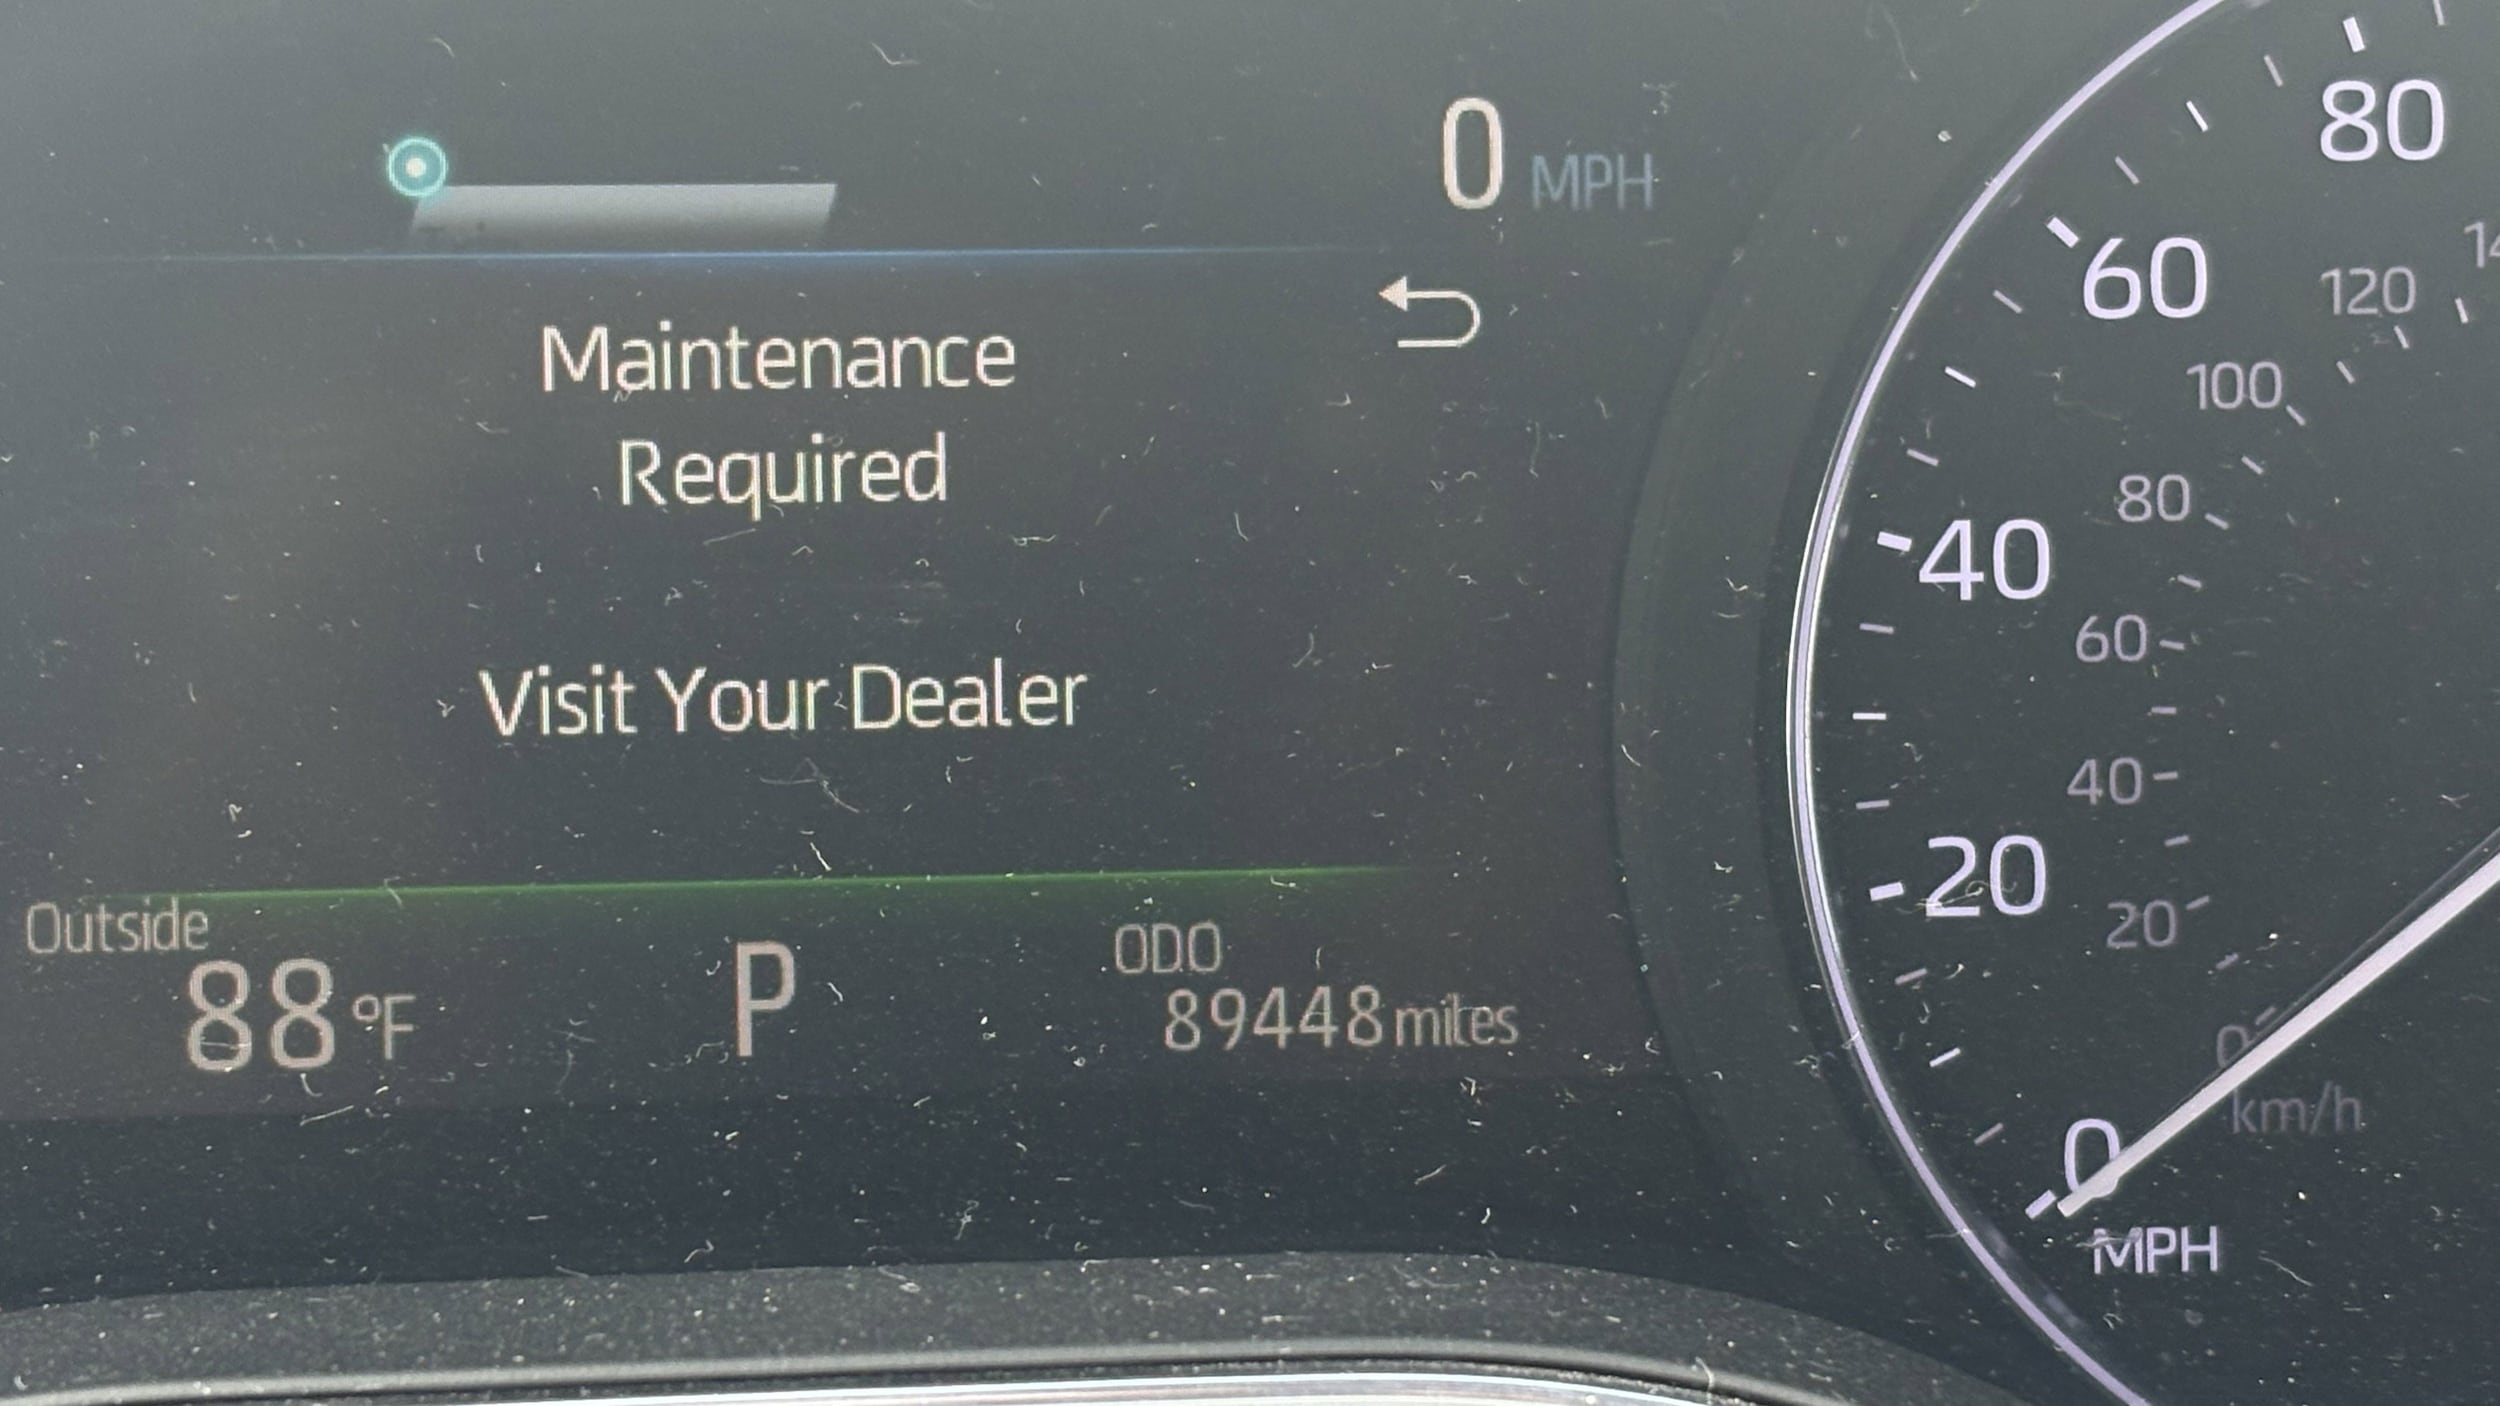 0 MPH
Maintenance
Required
Visit Your Dealer
Outside
88 °F
P
ODO
89448 miles
80
60
40
20
0
MPH
120
100
80
60
40
20
0
km/h